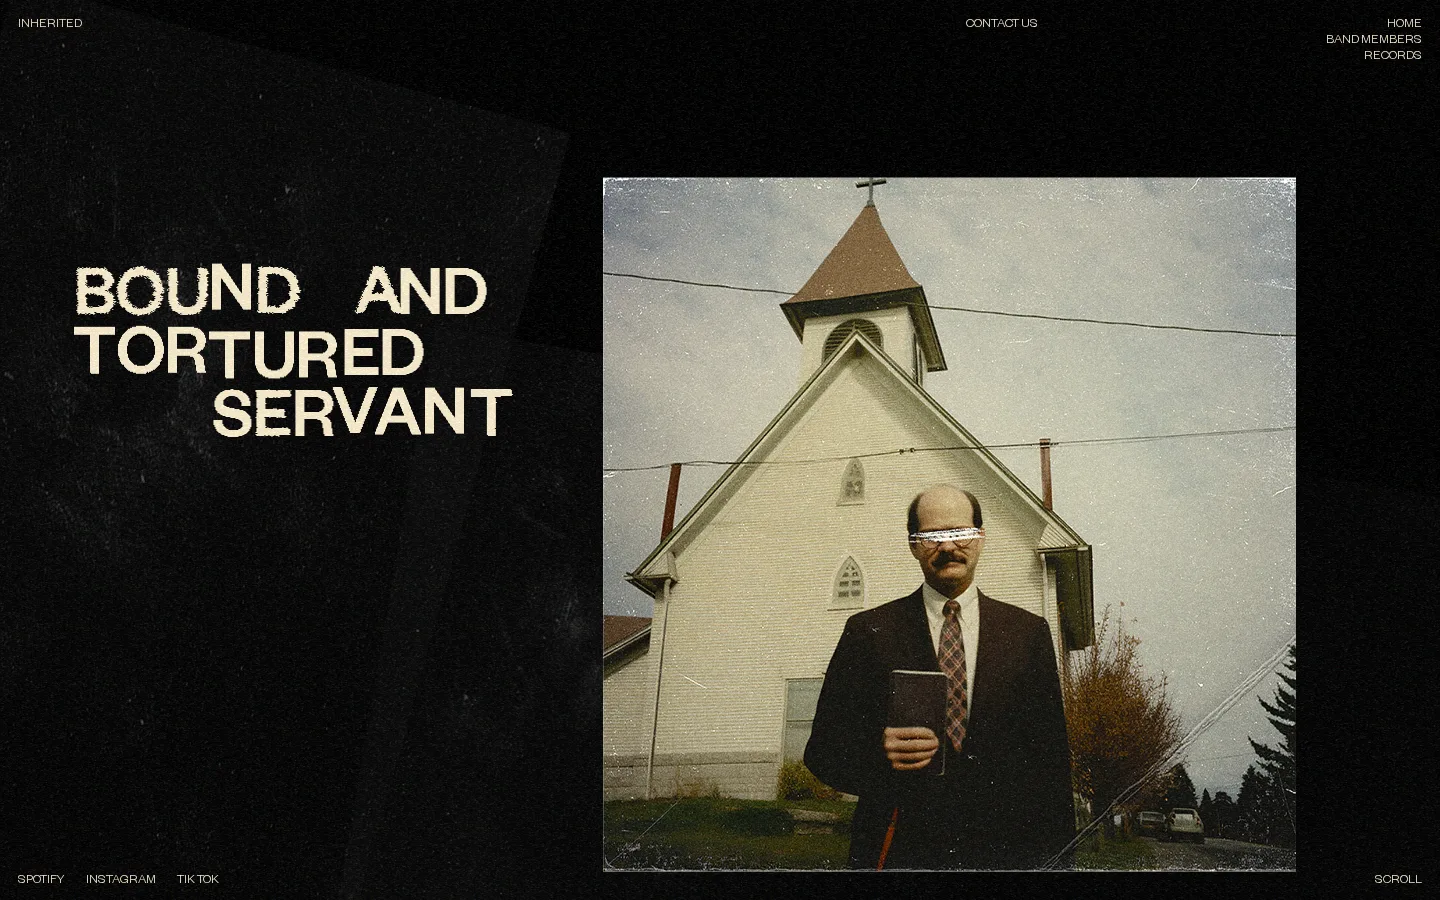 INHERITED
CONTACT US
HOME
BAND MEMBERS
RECORDS
BOUND AND
TORTURED
SERVANT
SPOTIFY INSTAGRAM TIK TOK
SCROLL